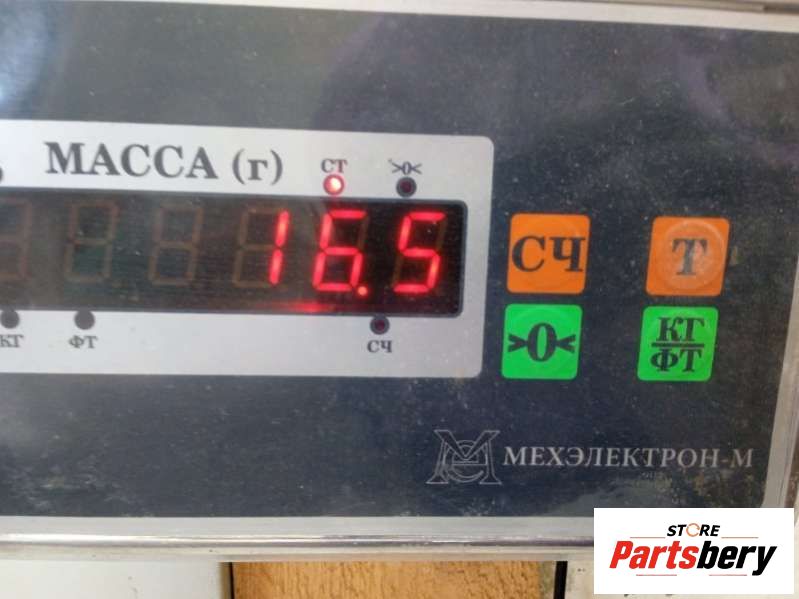 МАССА (г)
СТ
>0<
16.5
КТ
ФТ
СЧ
СЧ
Т
>0<
КГ
ФТ
МЕХЭЛЕКТРОН-М
STORE
Partsbery